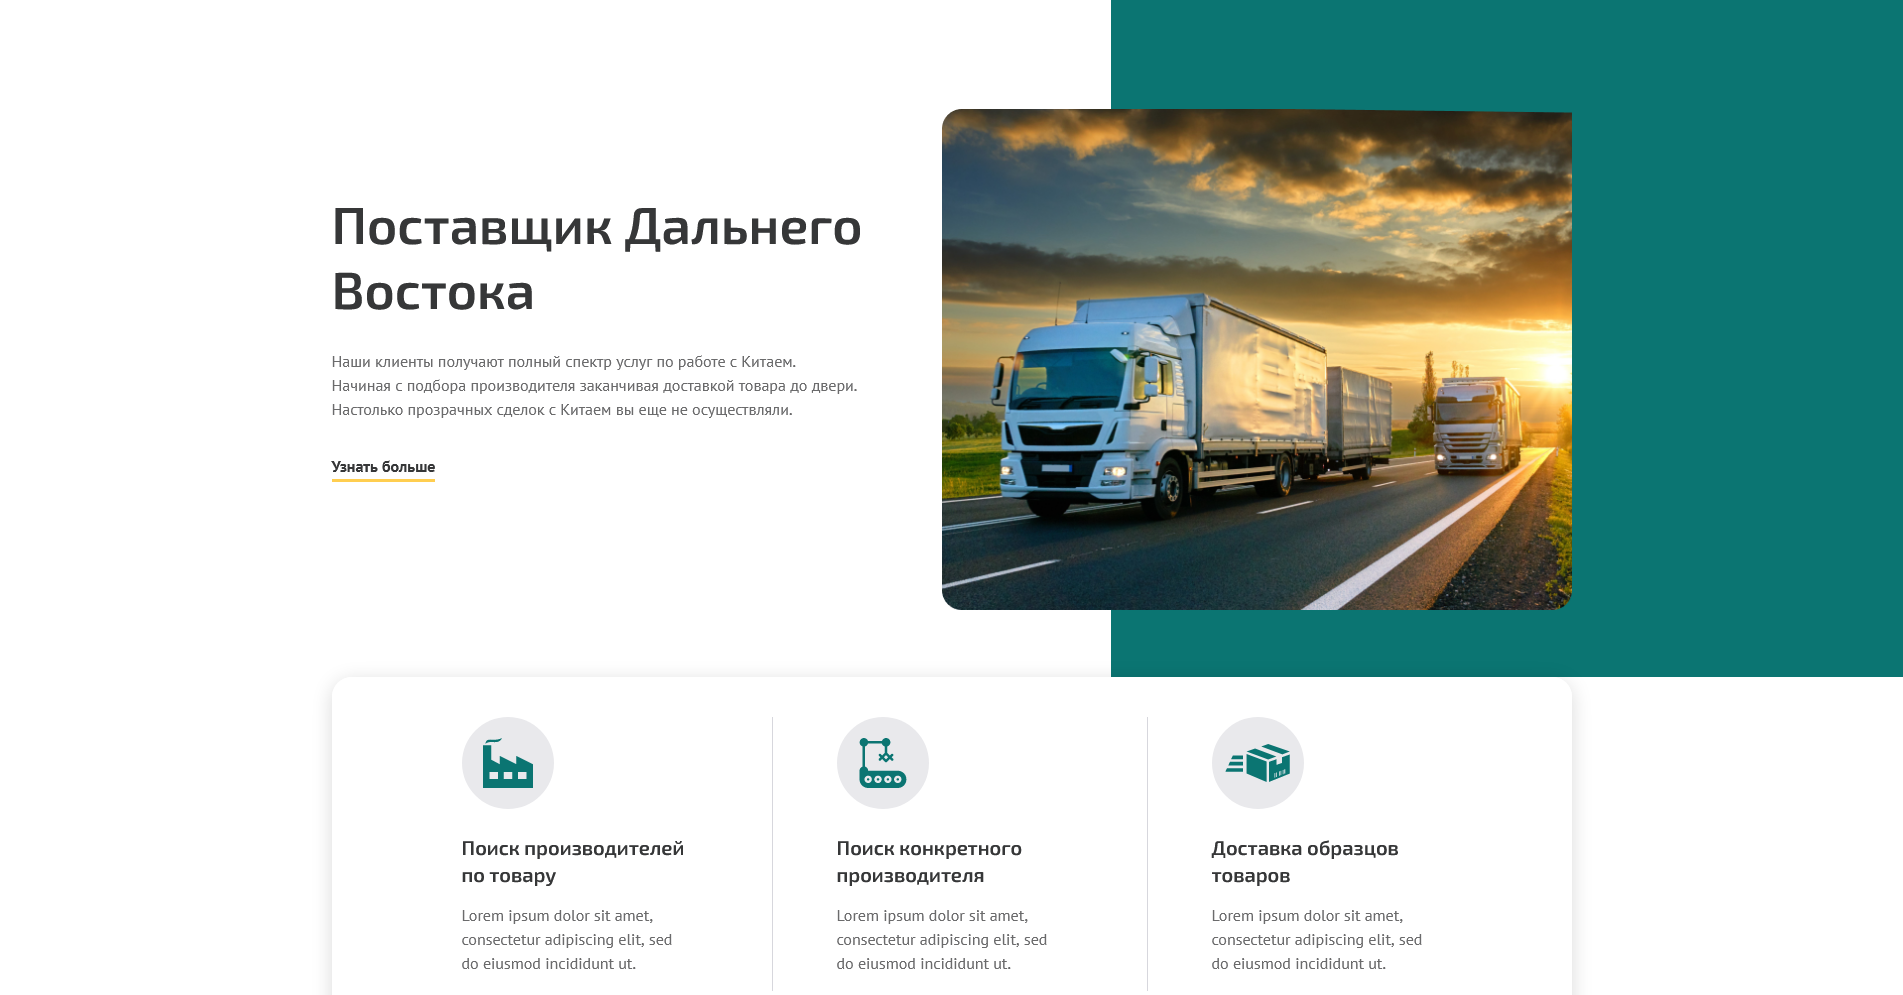 Поставщик Дальнего
Востока
Наши клиенты получают полный спектр услуг по работе с Китаем.
Начиная с подбора производителя заканчивая доставкой товара до двери.
Настолько прозрачных сделок с Китаем вы еще не осуществляли.
Узнать больше
Поиск производителей
по товару
Lorem ipsum dolor sit amet,
consectetur adipiscing elit, sed
do eiusmod incididunt ut.
Поиск конкретного
производителя
Lorem ipsum dolor sit amet,
consectetur adipiscing elit, sed
do eiusmod incididunt ut.
Доставка образцов
товаров
Lorem ipsum dolor sit amet,
consectetur adipiscing elit, sed
do eiusmod incididunt ut.